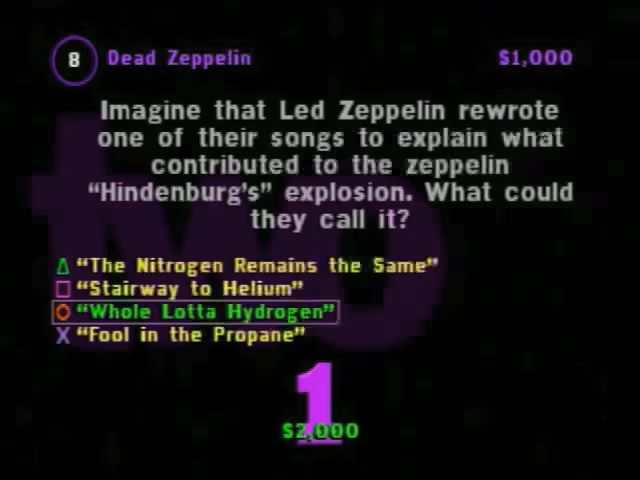 8 Dead Zeppelin $1,000
Imagine that Led Zeppelin rewrote
one of their songs to explain what
contributed to the zeppelin
“Hindenburg's” explosion. What could
they call it?
two
△ “The Nitrogen Remains the Same”
□ “Stairway to Helium”
O “Whole Lotta Hydrogen”
X “Fool in the Propane”
1
$2,000